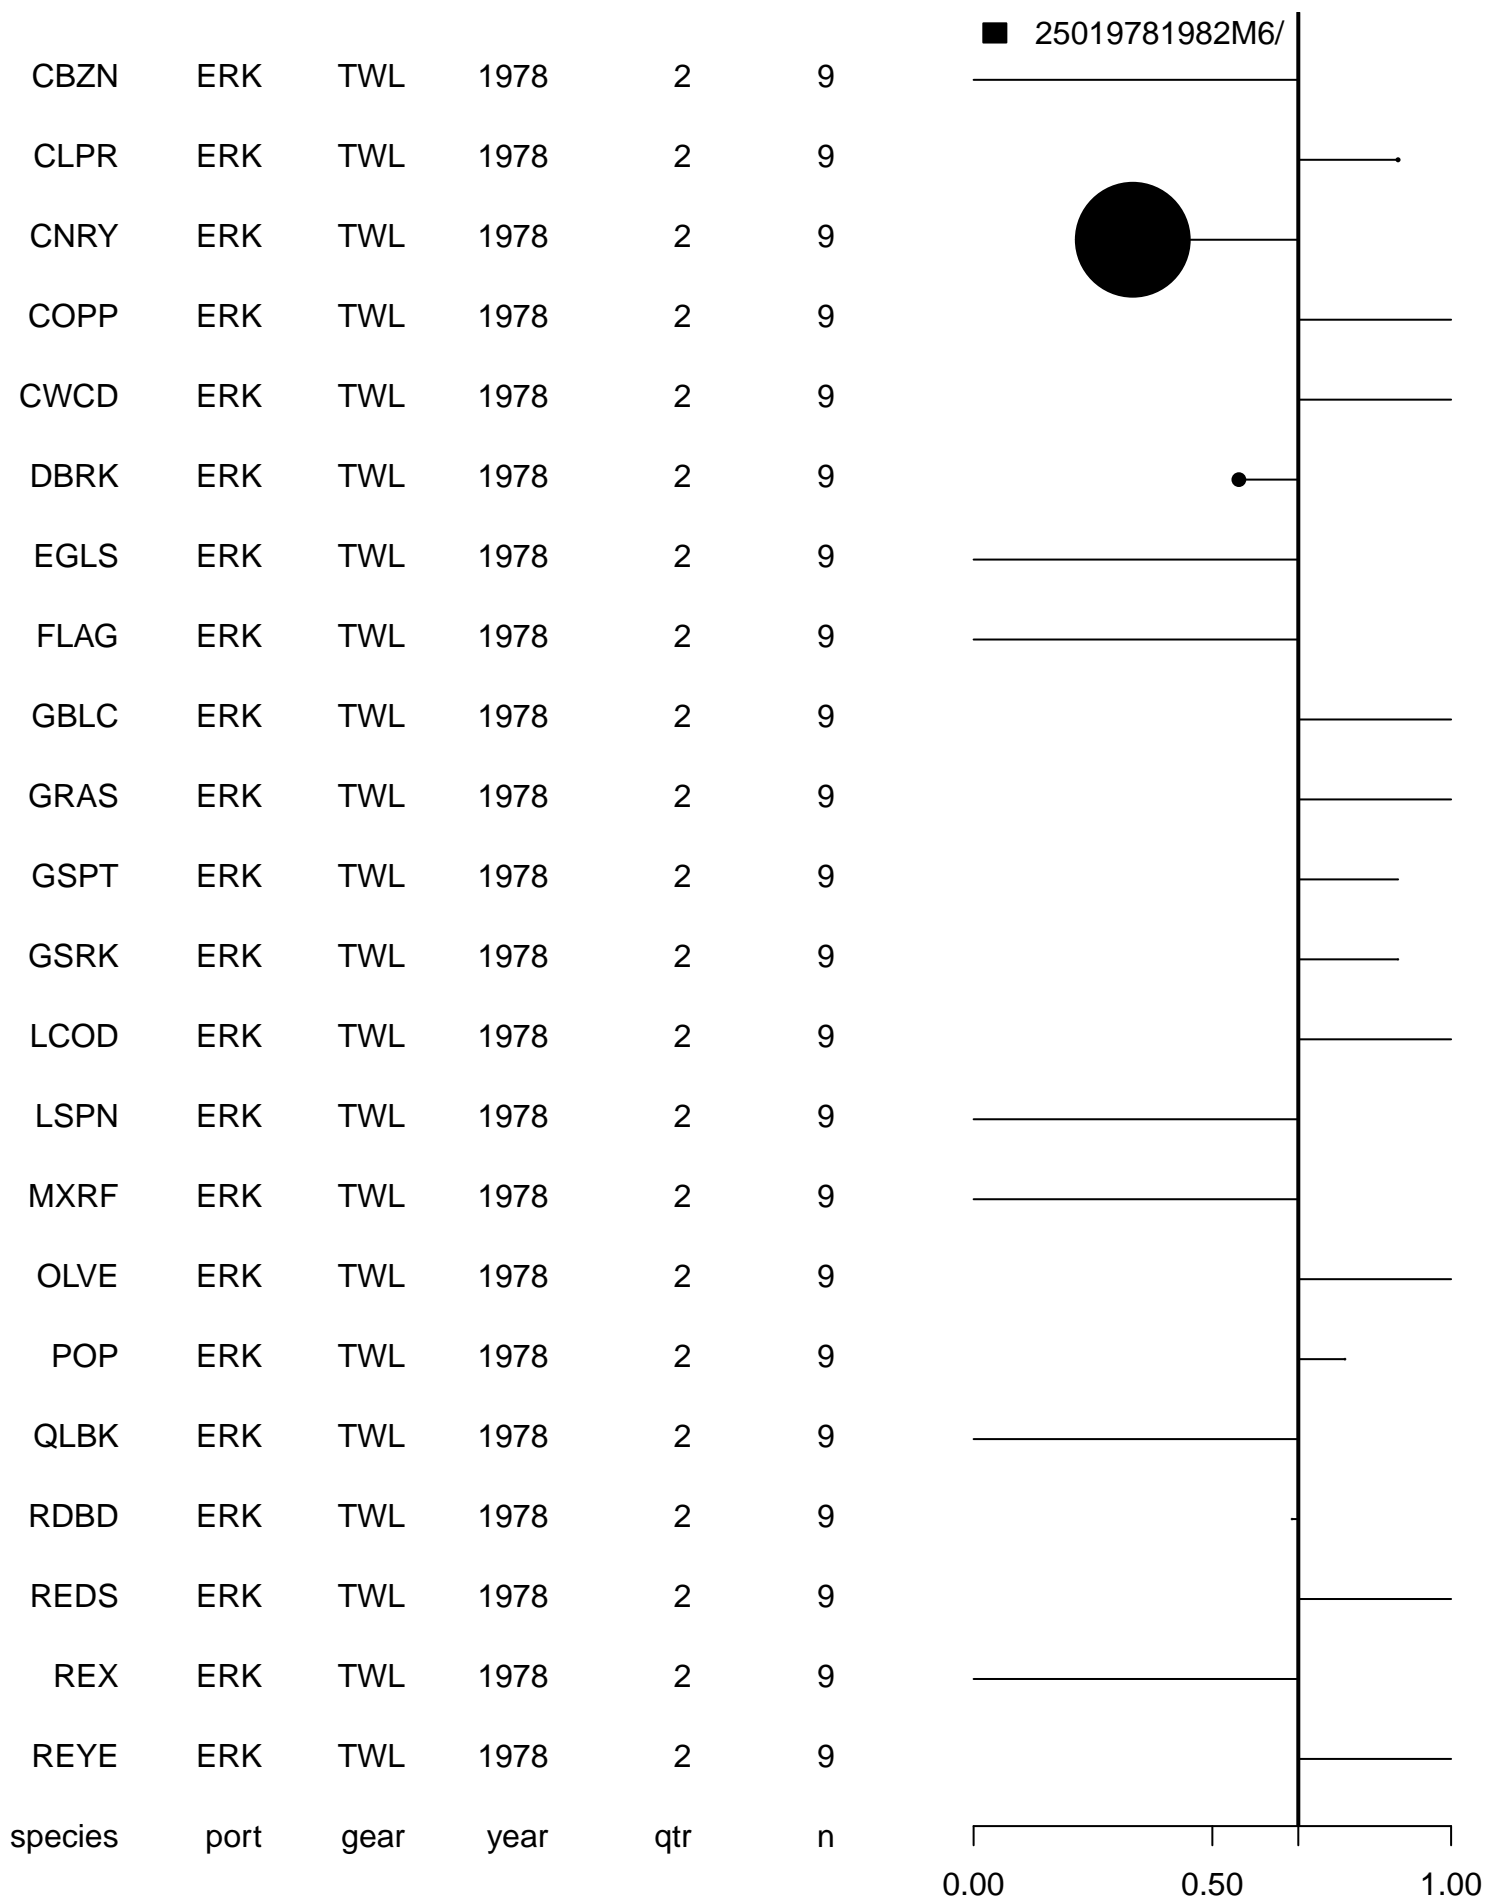 25019781982M6/
CBZN ERK TWL 1978 2 9
CLPR ERK TWL 1978 2 9
CNRY ERK TWL 1978 2 9
COPP ERK TWL 1978 2 9
CWCD ERK TWL 1978 2 9
DBRK ERK TWL 1978 2 9
EGLS ERK TWL 1978 2 9
FLAG ERK TWL 1978 2 9
GBLC ERK TWL 1978 2 9
GRAS ERK TWL 1978 2 9
GSPT ERK TWL 1978 2 9
GSRK ERK TWL 1978 2 9
LCOD ERK TWL 1978 2 9
LSPN ERK TWL 1978 2 9
MXRF ERK TWL 1978 2 9
OLVE ERK TWL 1978 2 9
POP ERK TWL 1978 2 9
QLBK ERK TWL 1978 2 9
RDBD ERK TWL 1978 2 9
REDS ERK TWL 1978 2 9
REX ERK TWL 1978 2 9
REYE ERK TWL 1978 2 9
species port gear year qtr n
0.00 0.50 1.00